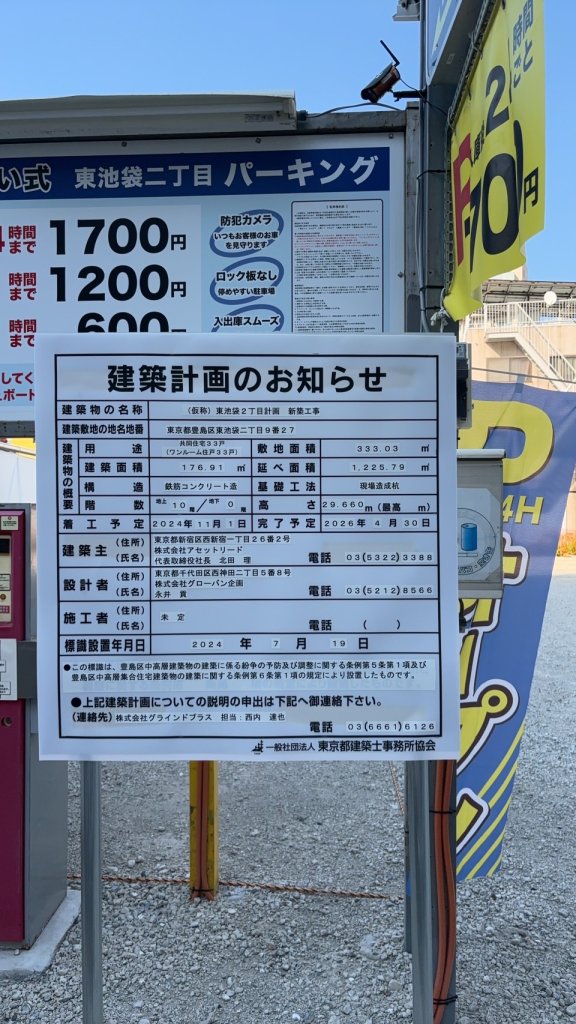 い式 東池袋二丁目 パーキング
時間まで 1700円
時間まで 1200円
時間まで 600円
防犯カメラ
いつもお客様のお車を見守ります
ロック板なし
停めやすい駐車場
入出庫スムーズ
時間ごと
2
70円
建築計画のお知らせ
建築物の名称 (仮称)東池袋2丁目計画 新築工事
建築敷地の地名地番 東京都豊島区東池袋二丁目9番27
建築物の概要
用途 共同住宅33戸(ワンルーム住戸33戸) 敷地面積 333.03 ㎡
建築面積 176.91 ㎡ 延べ面積 1,225.79 ㎡
構造 鉄筋コンクリート造 基礎工法 現場造成杭
階数 地上 10 階/地下 0 階 高さ 29.660m(最高 m)
着工予定 2024年11月1日 完了予定 2026年 4月30日
建築主 (住所)(氏名) 東京都新宿区西新宿一丁目26番2号
株式会社アセットリード
代表取締役社長 北田 理 電話 03(5322)3388
設計者 (住所)(氏名) 東京都千代田区西神田二丁目5番8号
株式会社グローバン企画
永井 貢 電話 03(5212)8566
施工者 (住所)(氏名) 未定 電話 ( )
標識設置年月日 2024 年 7 月 19 日
●この標識は、豊島区中高層建築物の建築に係る紛争の予防及び調整に関する条例第5条第1項及び
豊島区中高層集合住宅建築物の建築に関する条例第6条第1項の規定により設置したものです。
●上記建築計画についての説明の申出は下記へ御連絡下さい。
(連絡先) 株式会社グラインドプラス 担当:西内 達也
電話 03(6661)6126
一般社団法人 東京都建築士事務所協会
P
4H